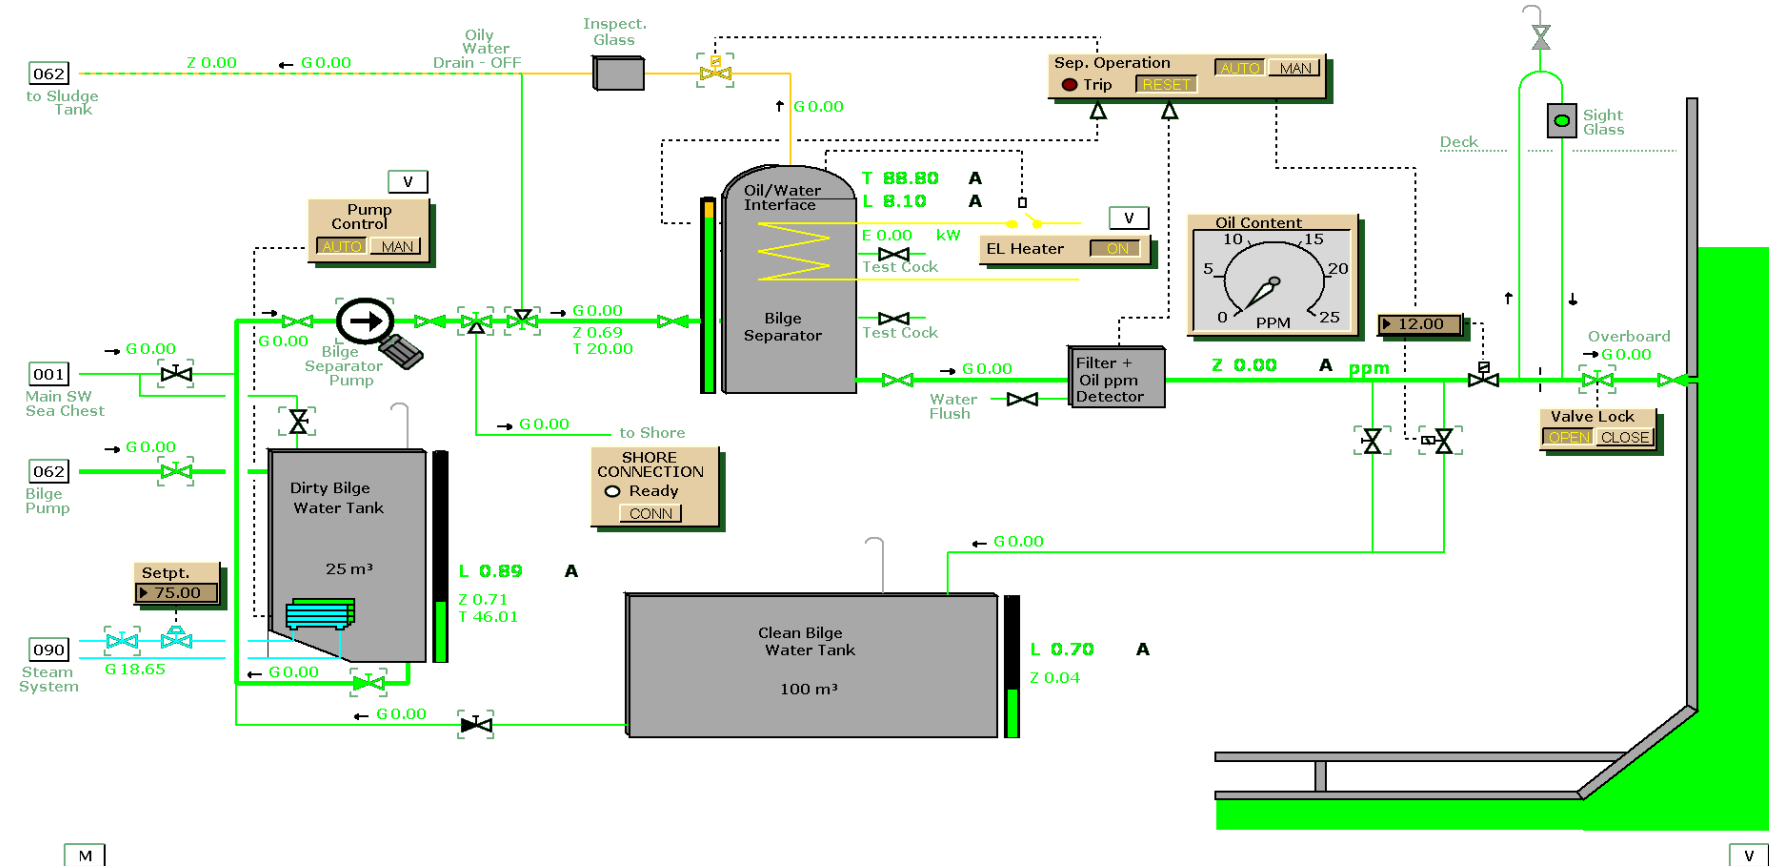 Inspect.
Glass
Oily
Water
Drain - OFF
062
Z 0.00
G 0.00
to Sludge
Tank
Sep. Operation
AUTO
MAN
Trip
RESET
G 0.00
Sight
Glass
Deck
V
Pump
Control
AUTO
MAN
Oil/Water
Interface
T 88.80 A
L 8.10 A
E 0.00 kW
V
EL Heater
ON
Test Cock
Oil Content
0
5
10
15
20
25
PPM
G 0.00
G 0.00
Z 0.69
T 20.00
Bilge
Separator
Pump
Bilge
Separator
Test Cock
12.00
Overboard
G 0.00
G 0.00
001
Main SW
Sea Chest
G 0.00
Filter +
Oil ppm
Detector
Z 0.00 A ppm
Water
Flush
Valve Lock
OPEN
CLOSE
G 0.00
to Shore
G 0.00
062
Bilge
Pump
SHORE
CONNECTION
Ready
CONN
Dirty Bilge
Water Tank
25 m³
L 0.89 A
Z 0.71
T 46.01
G 0.00
Setpt.
75.00
090
Steam
System
G 18.65
G 0.00
G 0.00
Clean Bilge
Water Tank
100 m³
L 0.70 A
Z 0.04
M
V